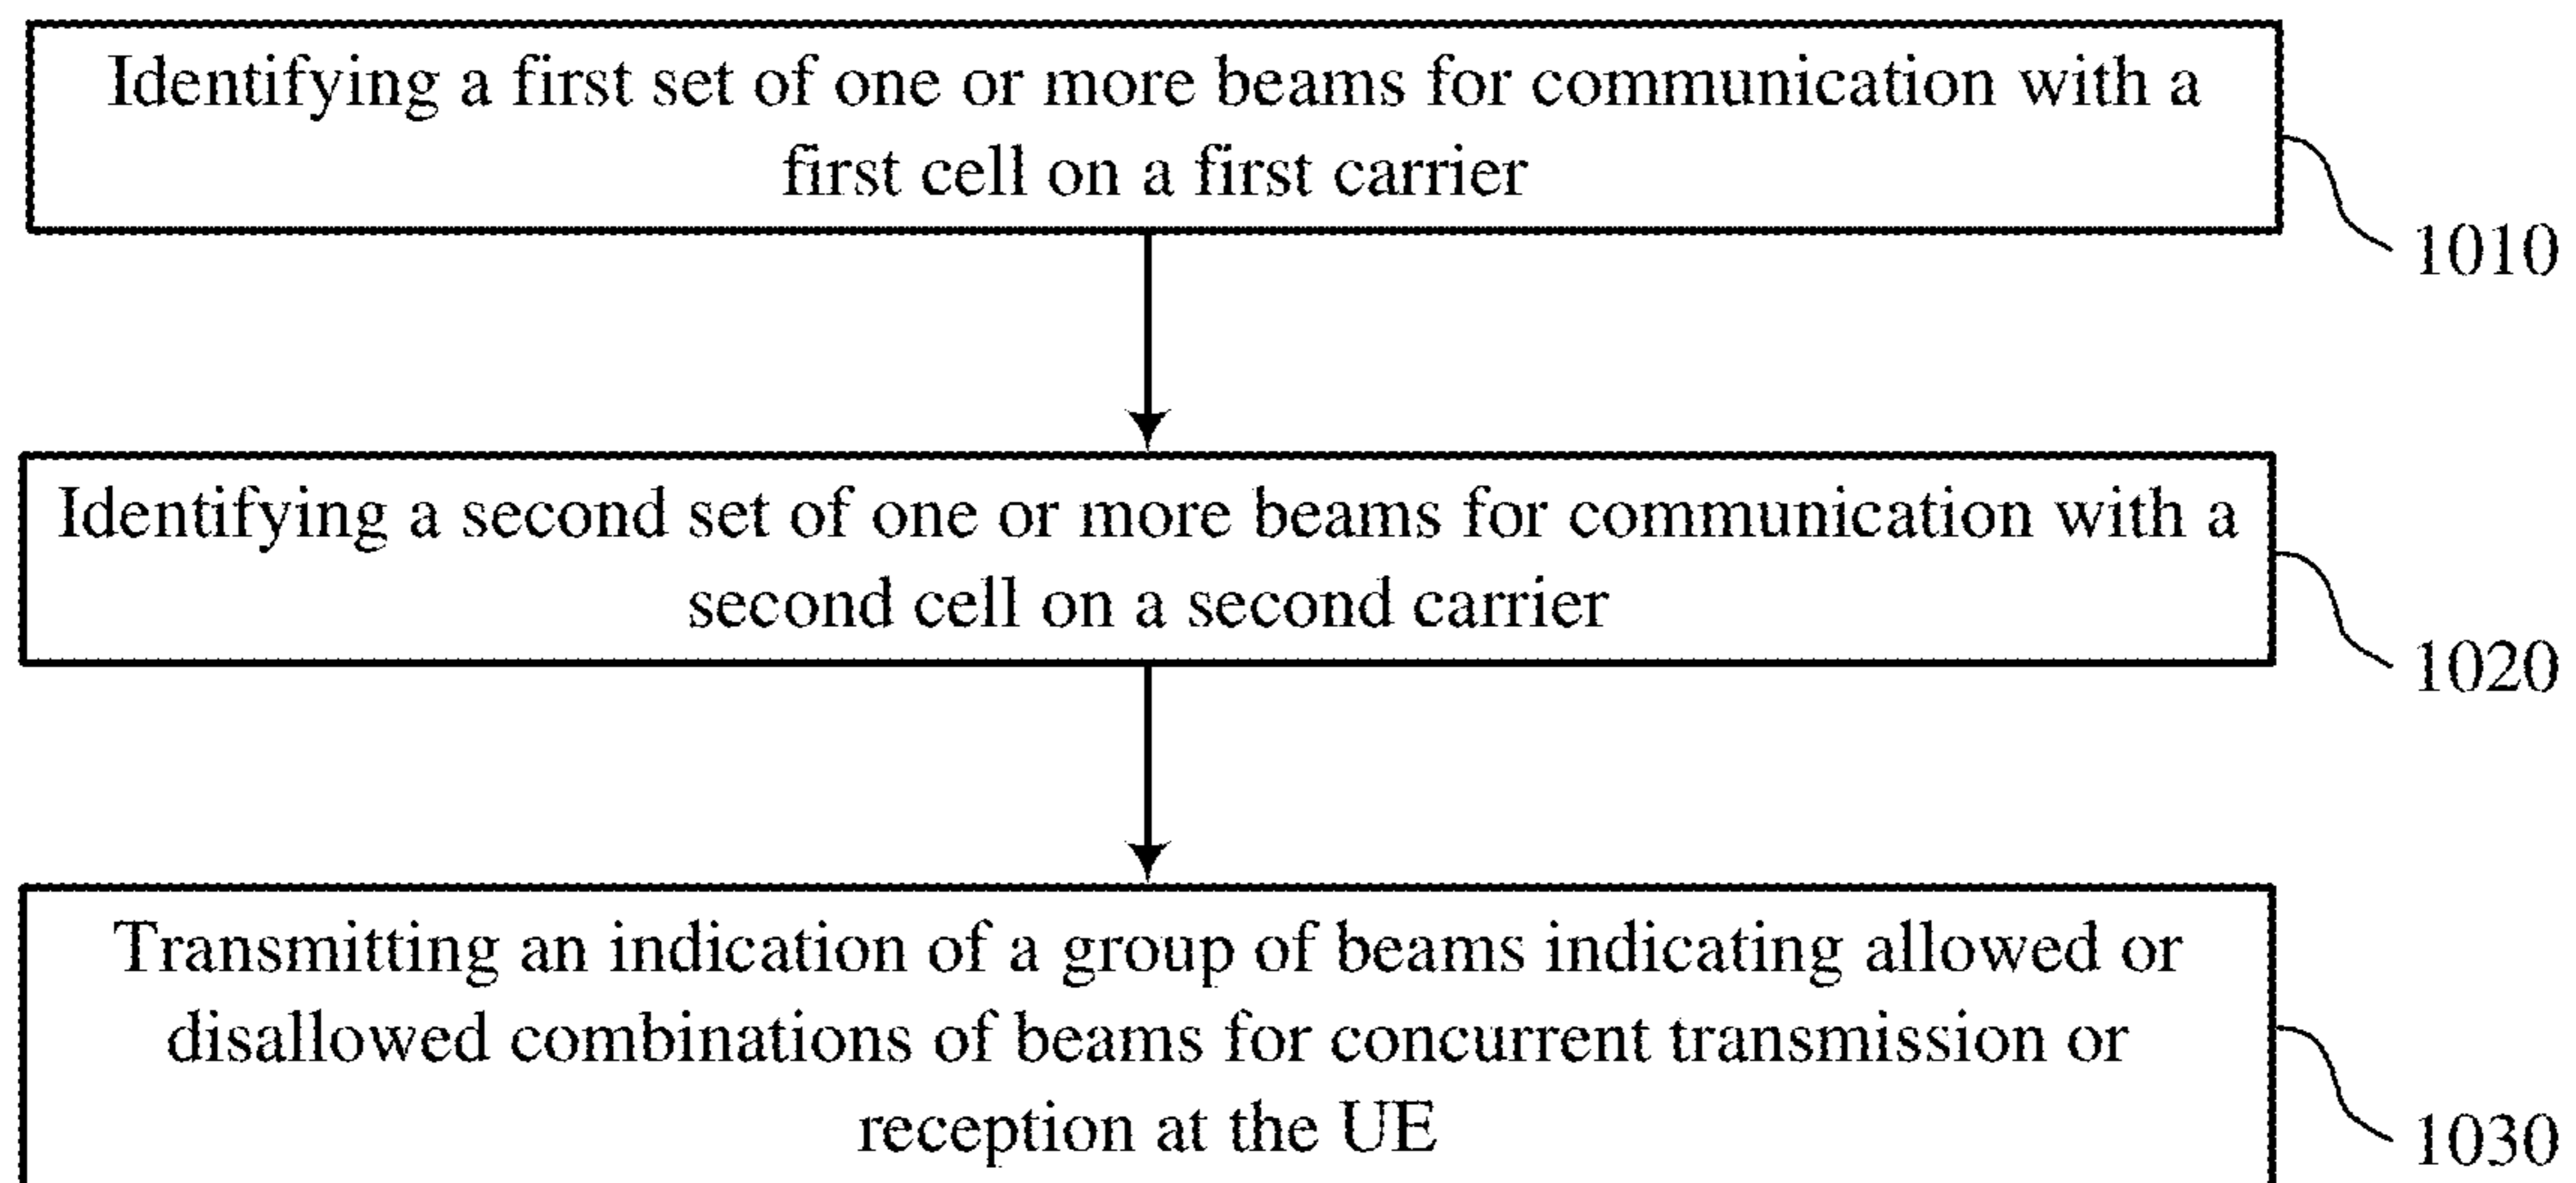 Identifying a first set of one or more beams for communication with a
first cell on a first carrier
1010
Identifying a second set of one or more beams for communication with a
second cell on a second carrier
1020
Transmitting an indication of a group of beams indicating allowed or
disallowed combinations of beams for concurrent transmission or
reception at the UE
1030